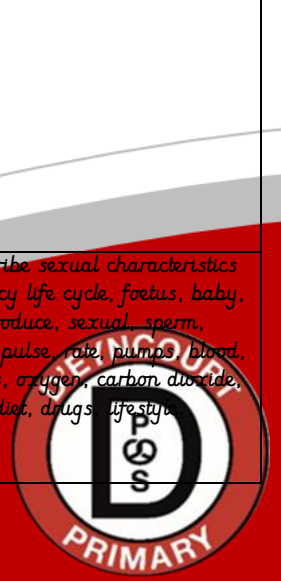 ibe sexual characteristics
cy life cycle, foetus, baby,
oduce, sexual, sperm,
pulse, rate, pumps, blood,
, oxygen, carbon dioxide,
diet, drugs, lifestyle
D'EYNCOURT
P
S
D
PRIMARY